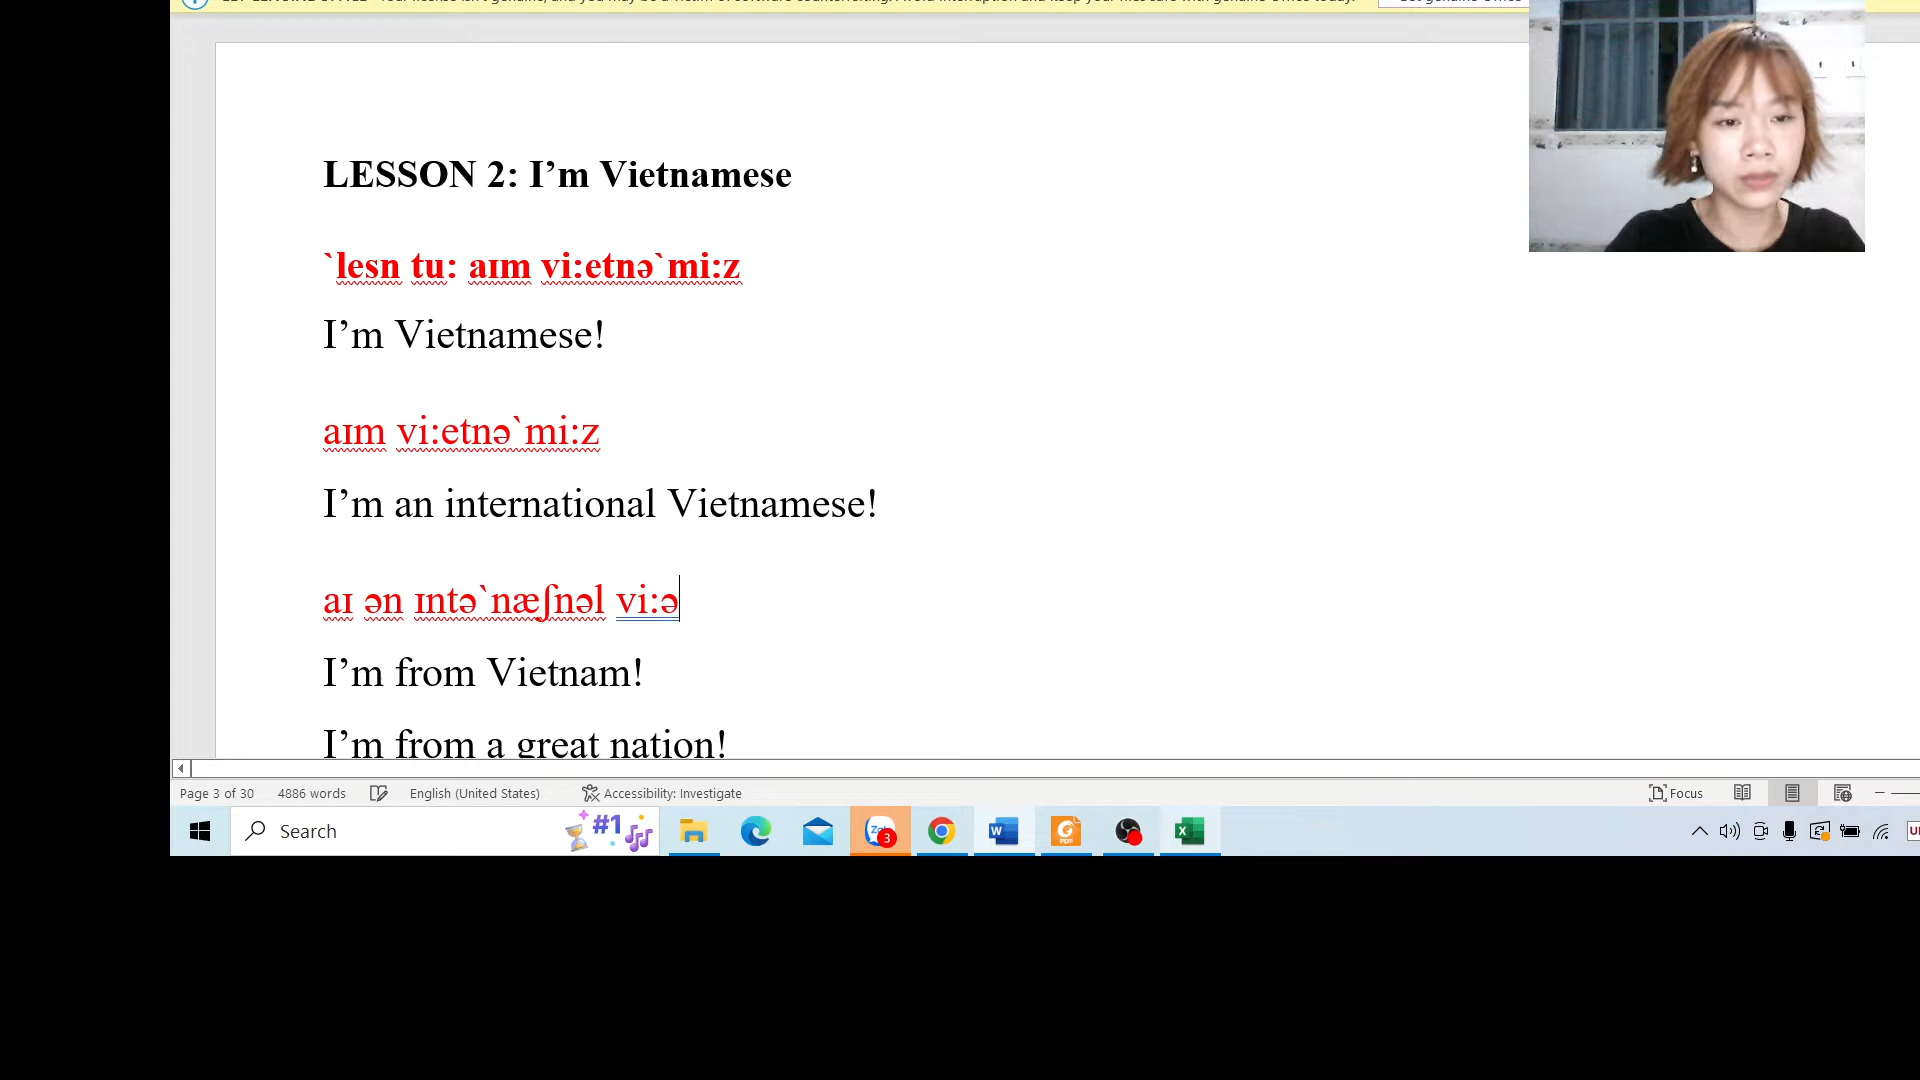 LESSON 2: I’m Vietnamese
`lesn tu: aɪm vi:etnə`mi:z
I’m Vietnamese!
aɪm vi:etnə`mi:z
I’m an international Vietnamese!
aɪ ən ɪntə`næʃnəl vi:ə
I’m from Vietnam!
I’m from a great nation!
Page 3 of 30 4886 words English (United States) Accessibility: Investigate Focus
Search #1 3